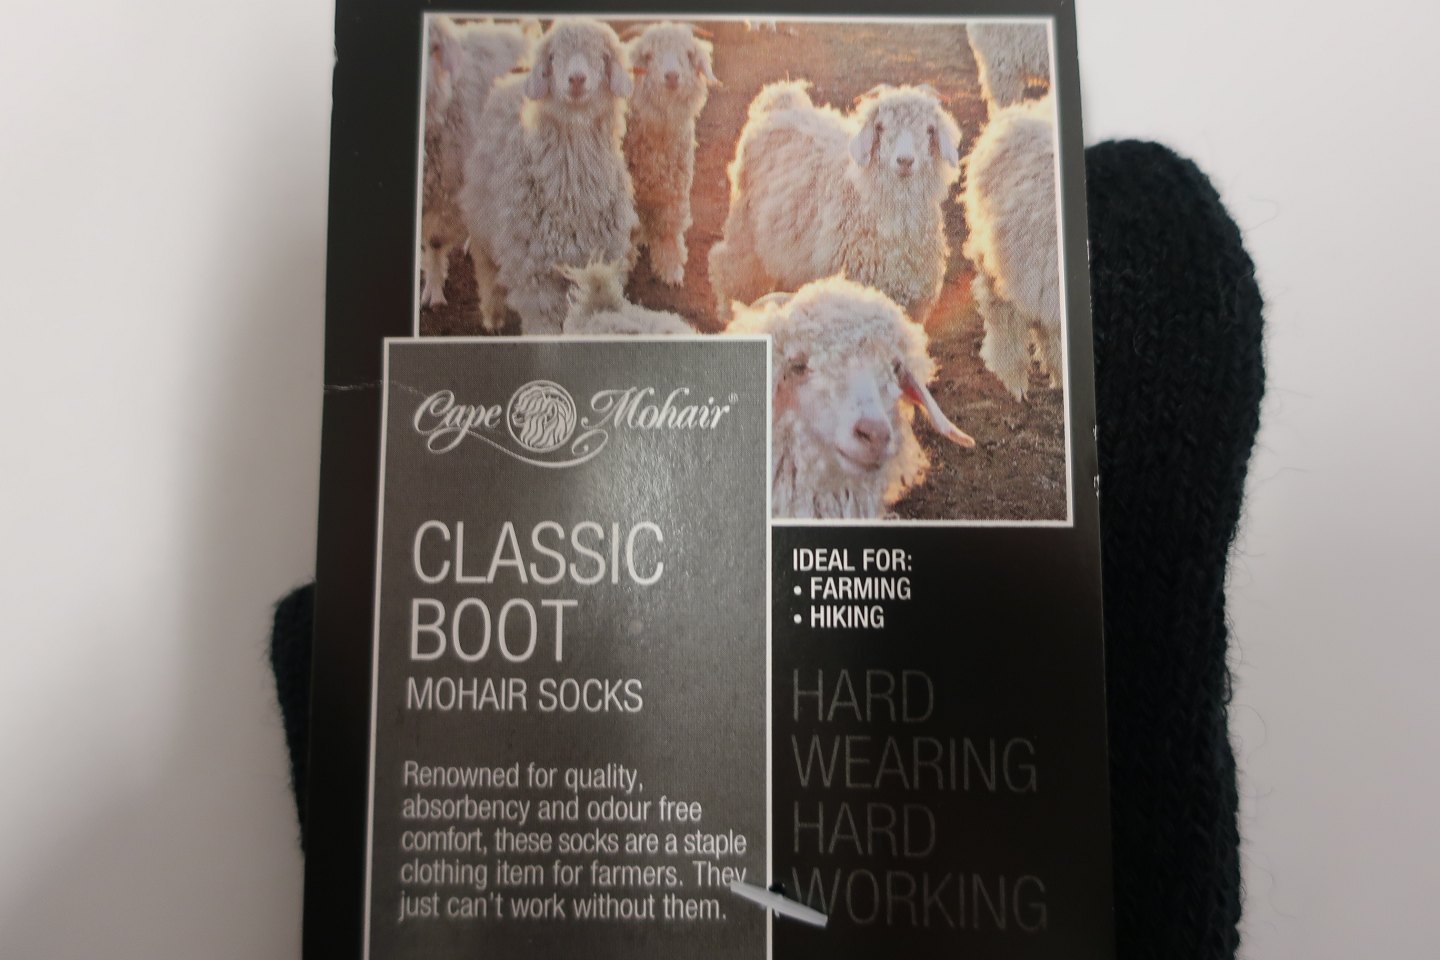 Cape Mohair®
CLASSIC
BOOT
MOHAIR SOCKS
Renowned for quality,
absorbency and odour free
comfort, these socks are a staple
clothing item for farmers. They
just can't work without them.
IDEAL FOR:
• FARMING
• HIKING
HARD
WEARING
HARD
WORKING